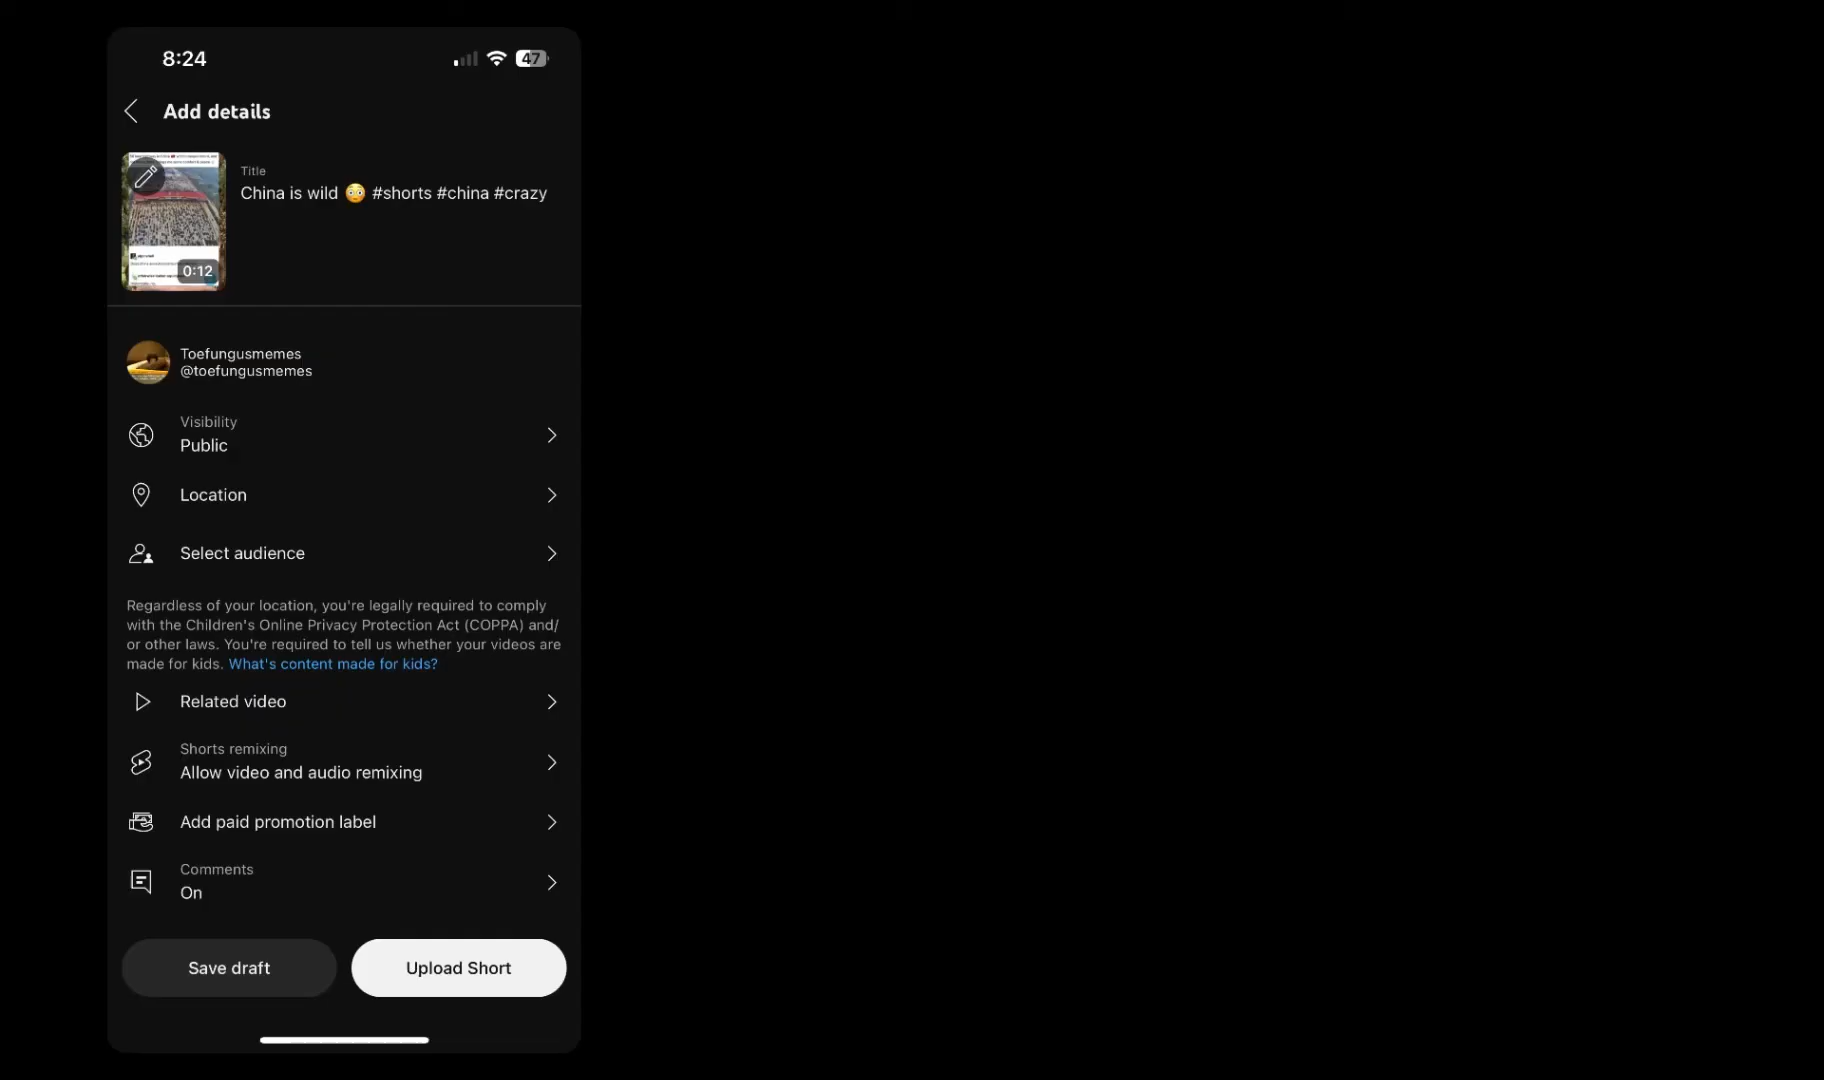 8:24
47
Add details
Title
China is wild 😳 #shorts #china #crazy
0:12
Toefungusmemes
@toefungusmemes
Visibility
Public
Location
Select audience
Regardless of your location, you're legally required to comply
with the Children's Online Privacy Protection Act (COPPA) and/
or other laws. You're required to tell us whether your videos are
made for kids. What's content made for kids?
Related video
Shorts remixing
Allow video and audio remixing
Add paid promotion label
Comments
On
Save draft
Upload Short